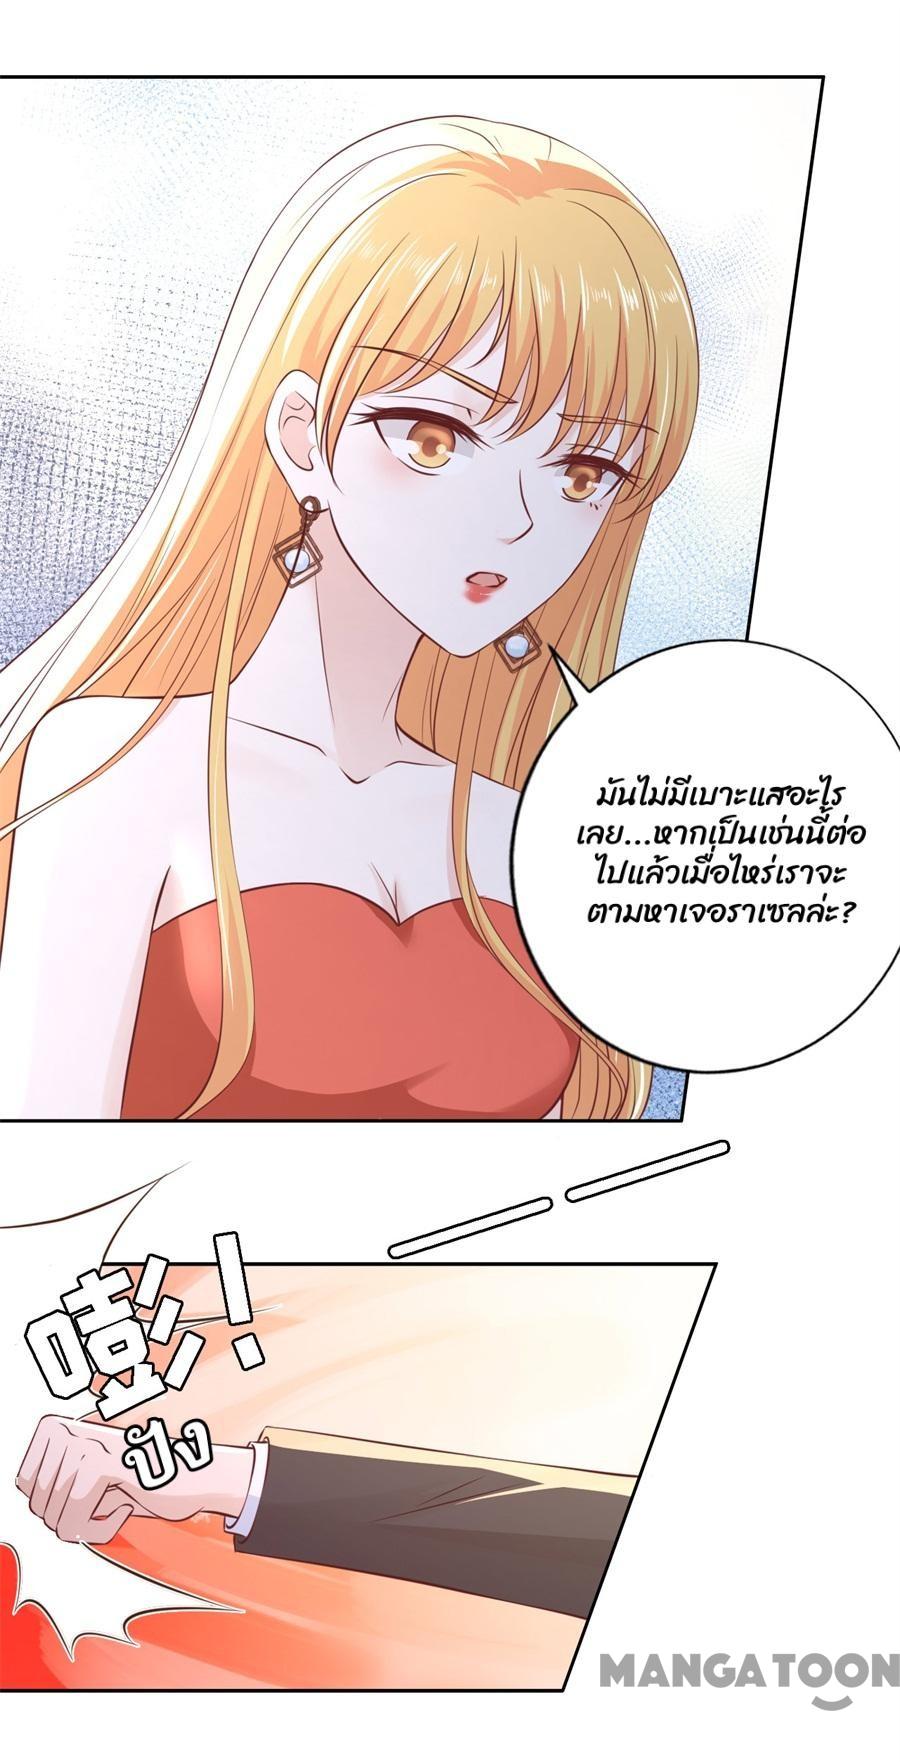 มันไม่มีเบาะแสอะไร
เลย...หากเป็นเช่นนี้ต่อ
ไปแล้วเมื่อไหร่เราจะ
ตามหาเจอราเซลล่ะ?
嘻!!
ปัง
MANGATOON